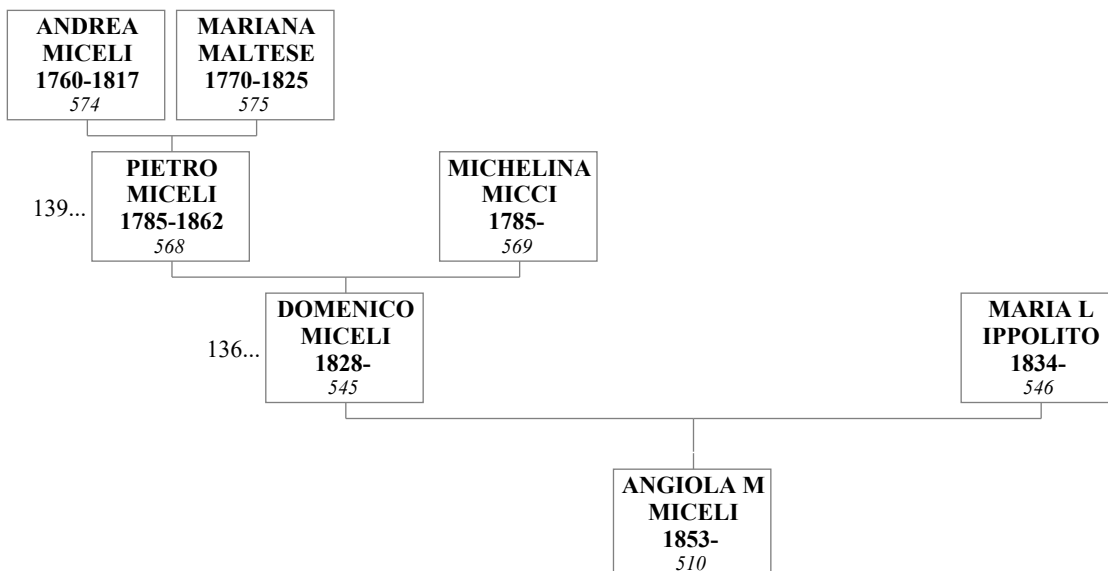 ANDREA
MICELI
1760-1817
574
MARIANA
MALTESE
1770-1825
575
139...
PIETRO
MICELI
1785-1862
568
MICHELINA
MICCI
1785-
569
136...
DOMENICO
MICELI
1828-
545
MARIA L
IPPOLITO
1834-
546
ANGIOLA M
MICELI
1853-
510